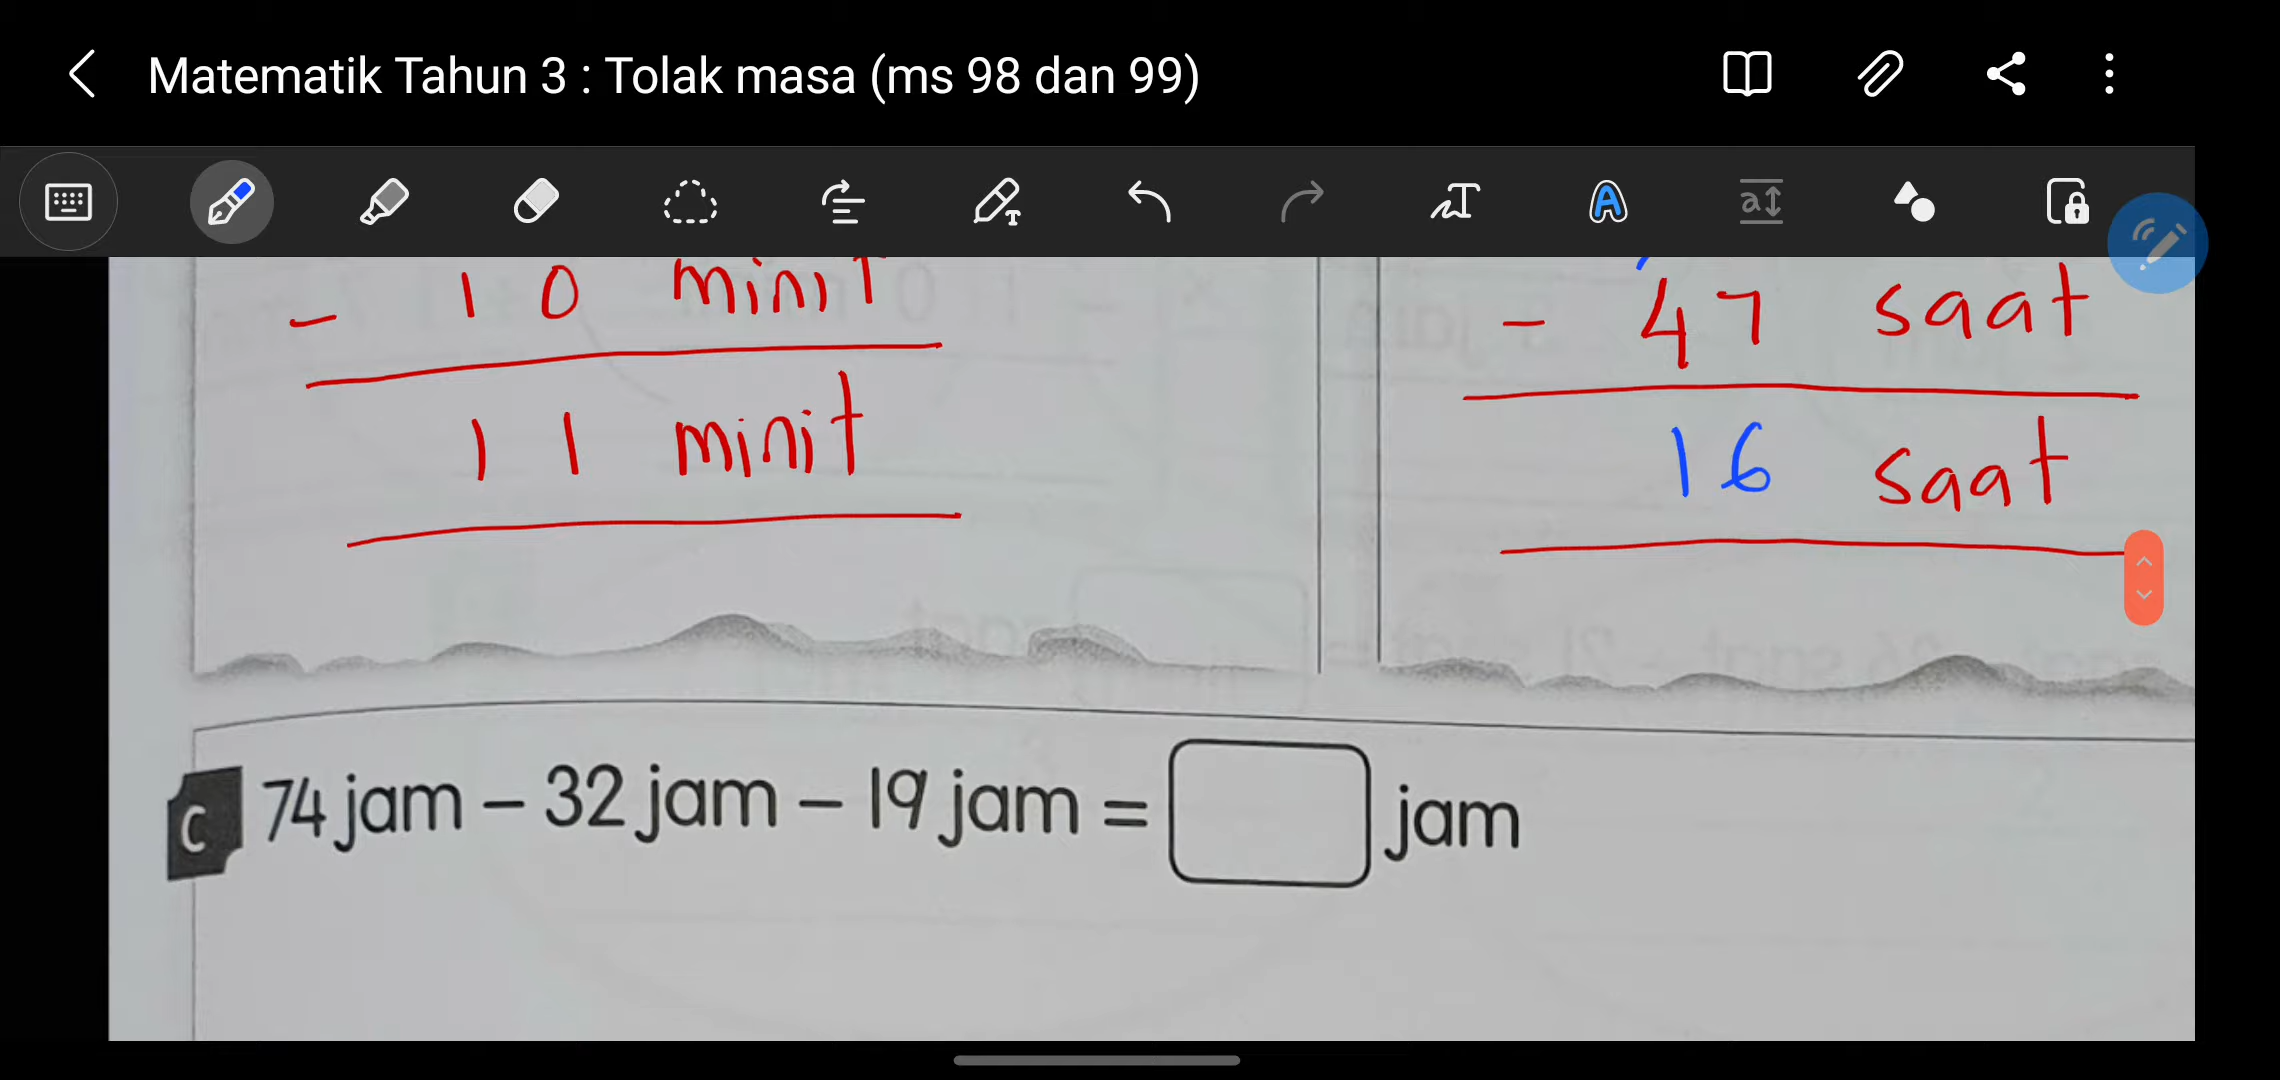 Matematik Tahun 3 : Tolak masa (ms 98 dan 99)
- 10 minit
11 minit
- 47 saat
16 saat
C 74 jam – 32 jam – 19 jam = jam